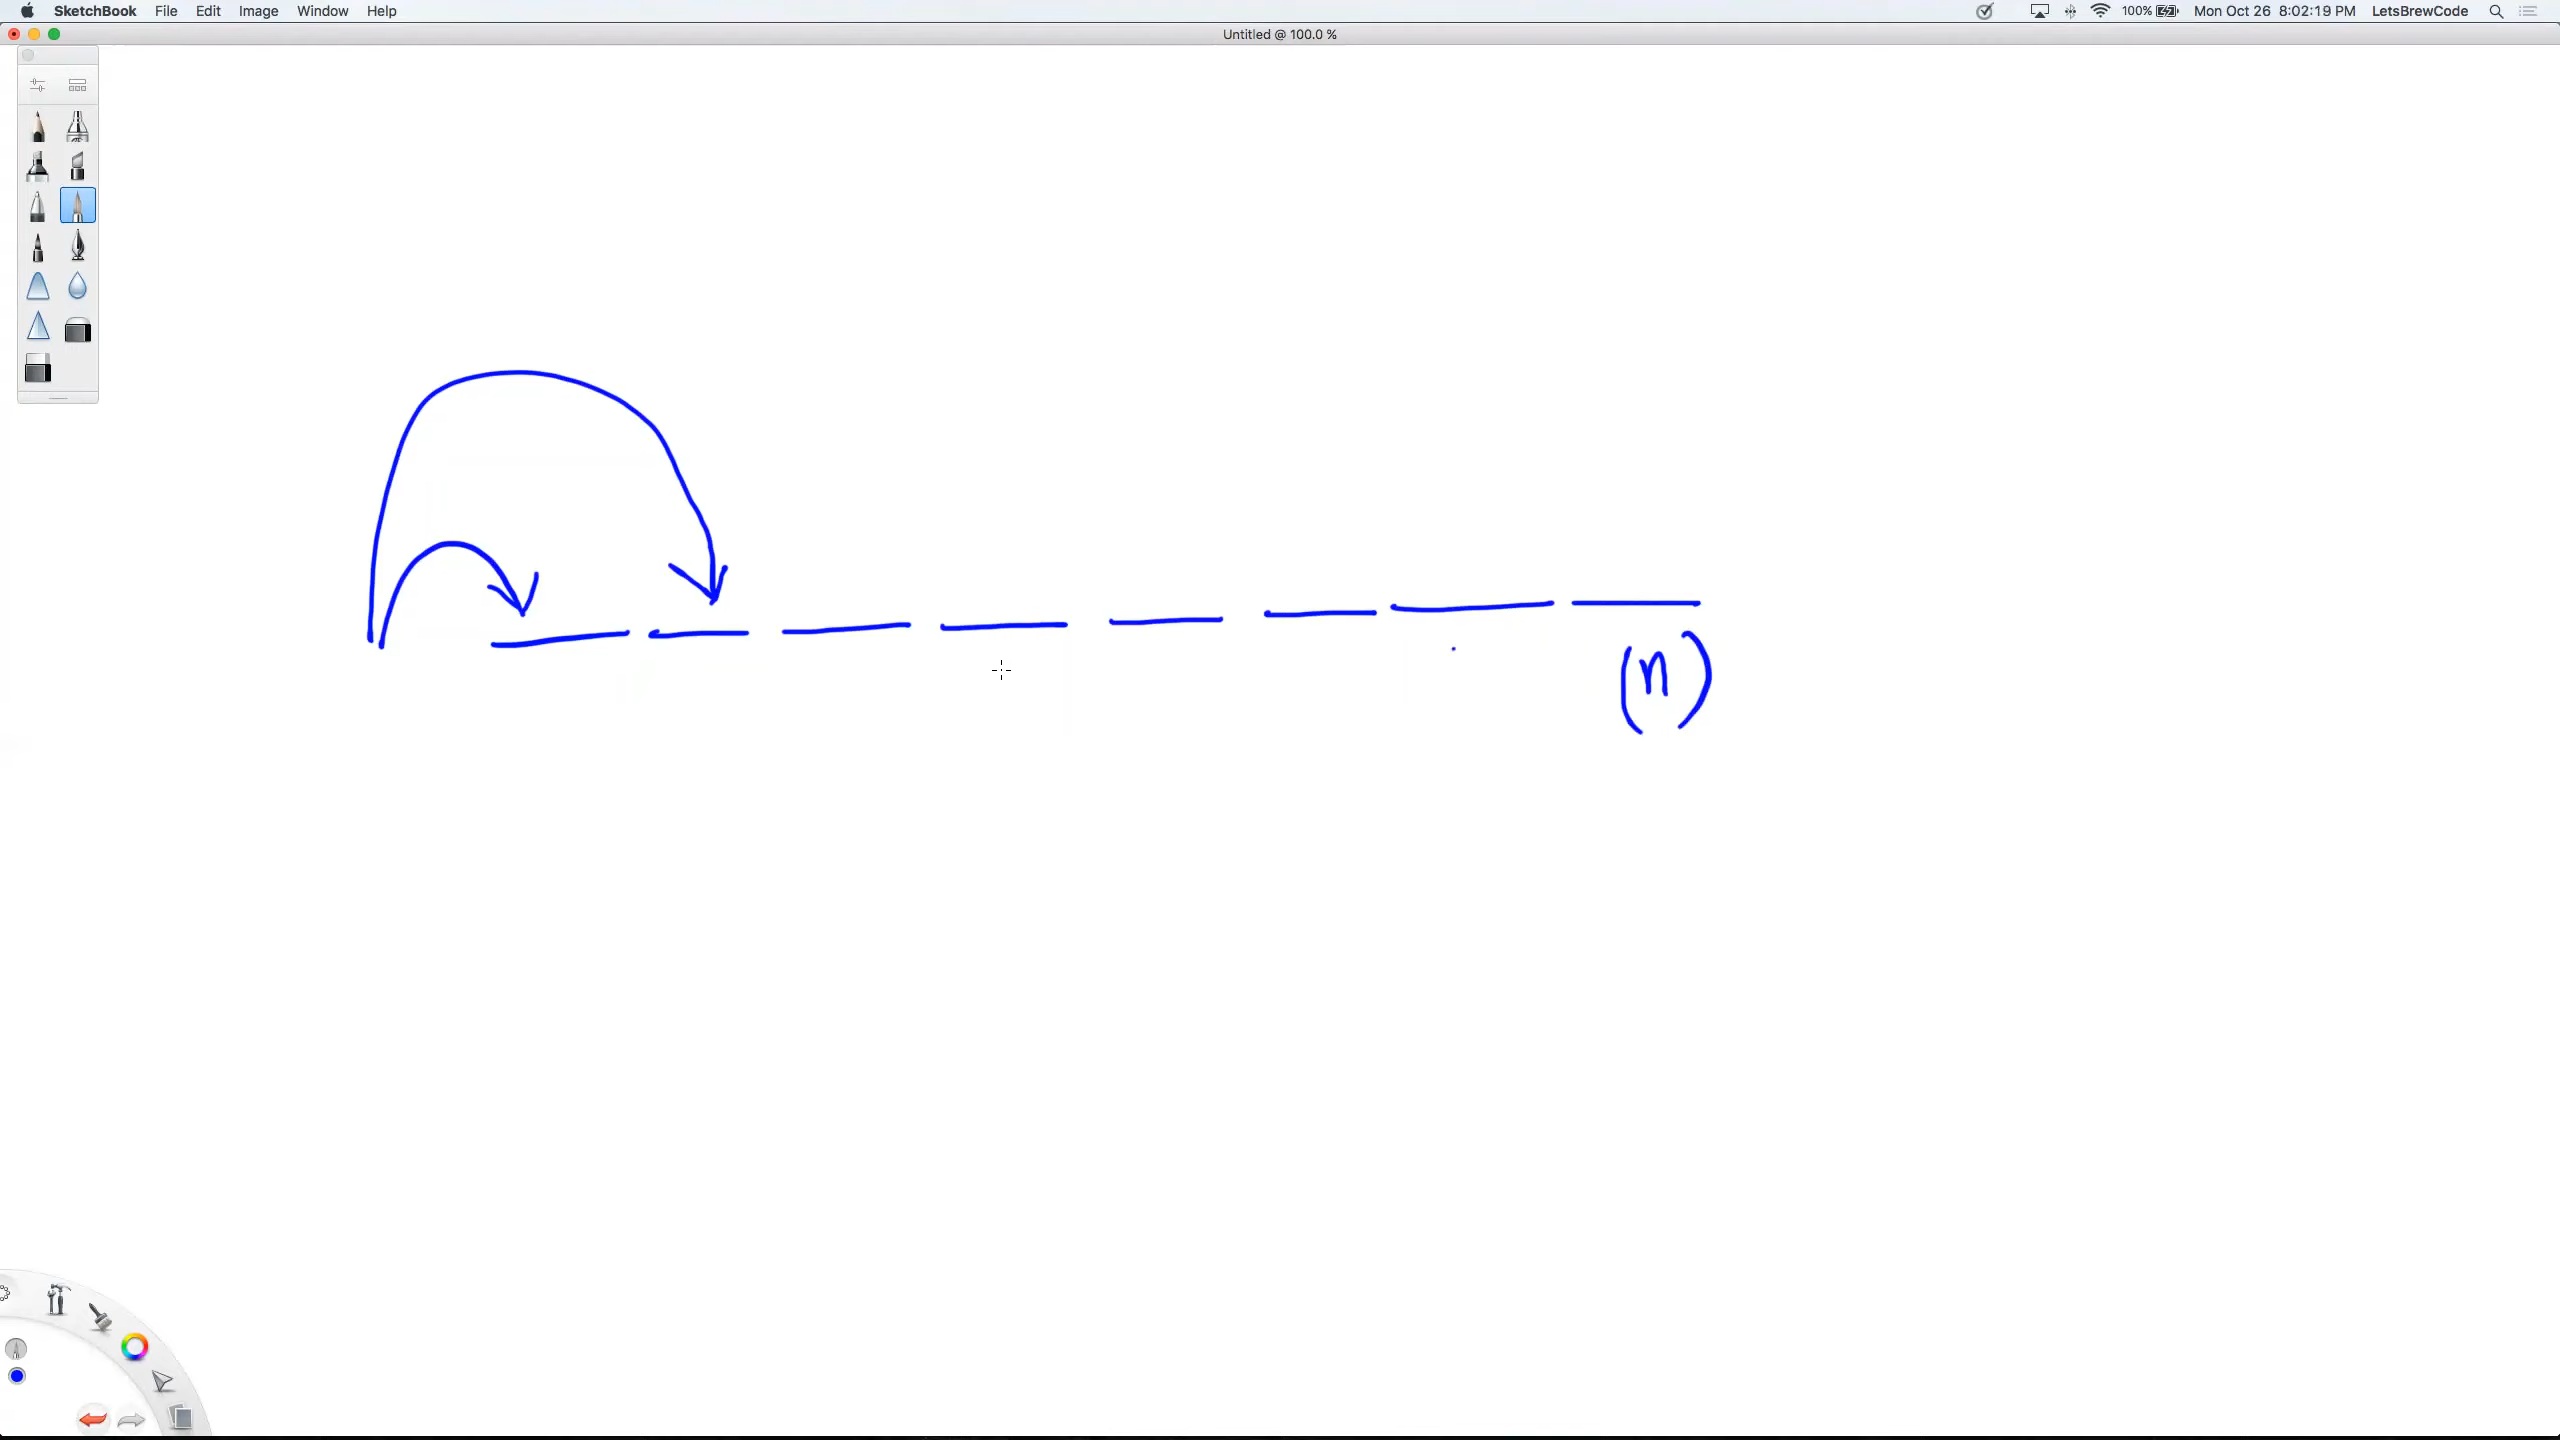 SketchBook File Edit Image Window Help 100% Mon Oct 26 8:02:19 PM LetsBrewCode
Untitled @ 100.0 %
(n)